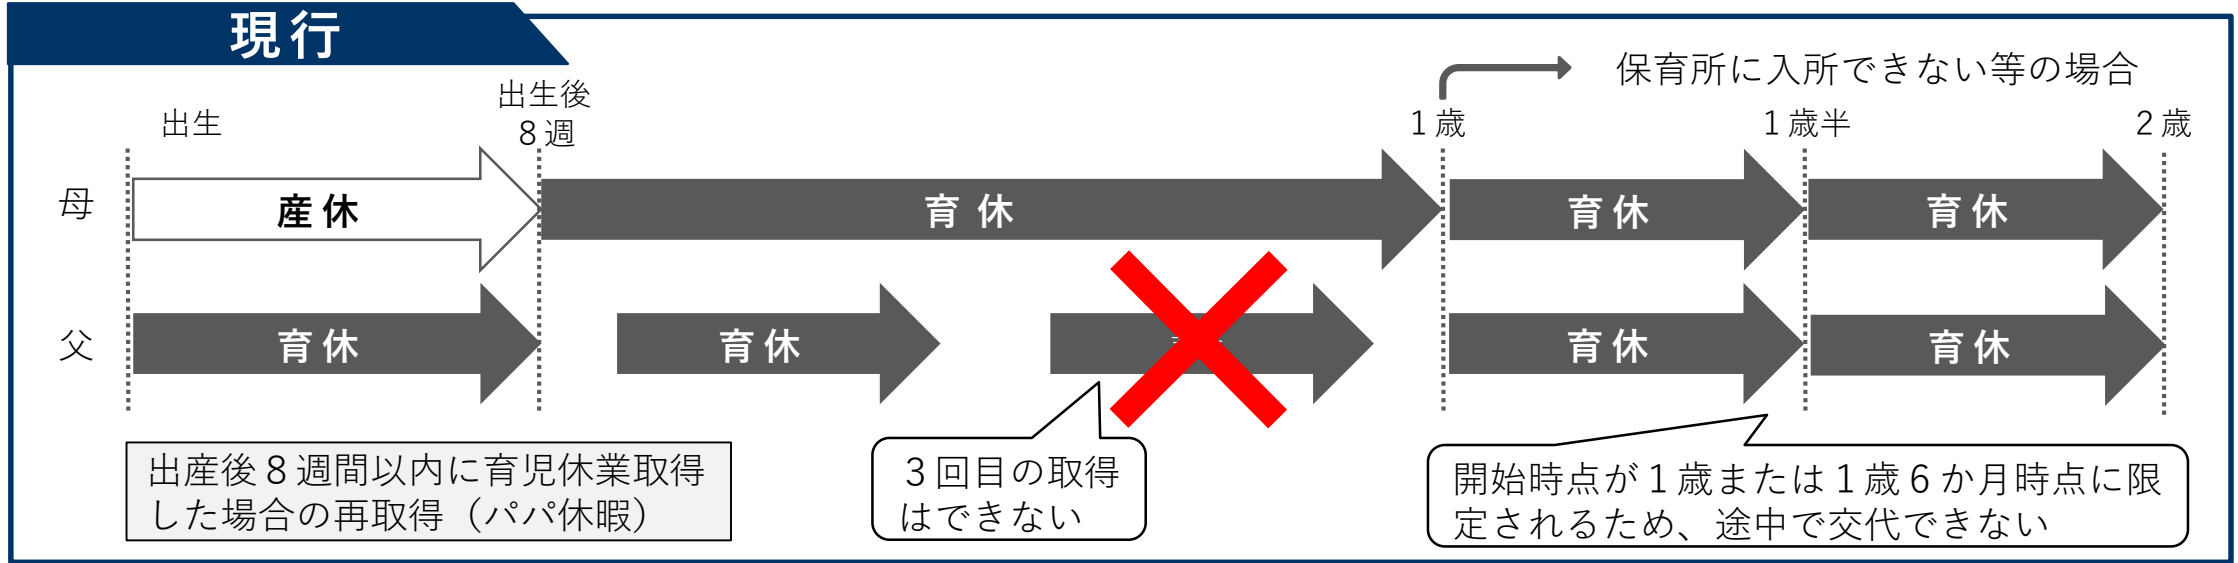 現行
保育所に入所できない等の場合
出生
出生後
8週
1歳
1歳半
2歳
母
産休
育休
育休
育休
父
育休
育休
育休
育休
出産後8週間以内に育児休業取得
した場合の再取得（パパ休暇）
3回目の取得
はできない
開始時点が1歳または1歳6か月時点に限
定されるため、途中で交代できない